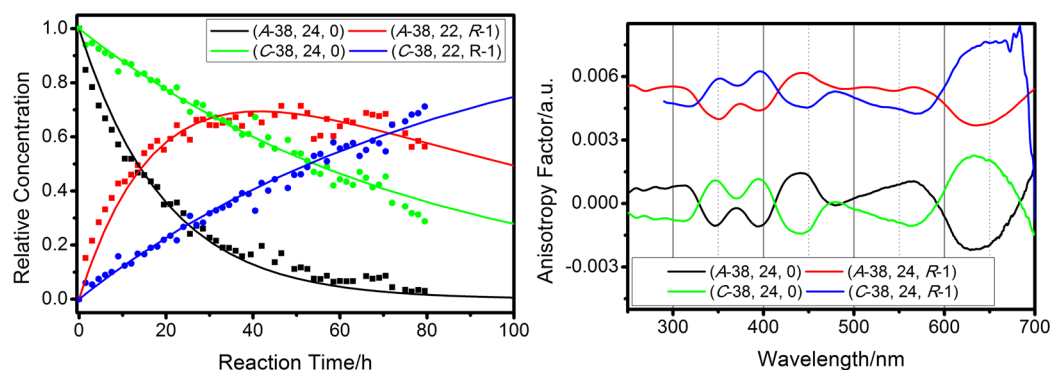 (A-38, 24, 0) (A-38, 22, R-1)
(C-38, 24, 0) (C-38, 22, R-1)
Relative Concentration
1.0
0.8
0.6
0.4
0.2
0.0
0 20 40 60 80 100
Reaction Time/h
Anisotropy Factor/a.u.
0.006
0.003
0.000
-0.003
(A-38, 24, 0) (A-38, 24, R-1)
(C-38, 24, 0) (C-38, 24, R-1)
300 400 500 600 700
Wavelength/nm